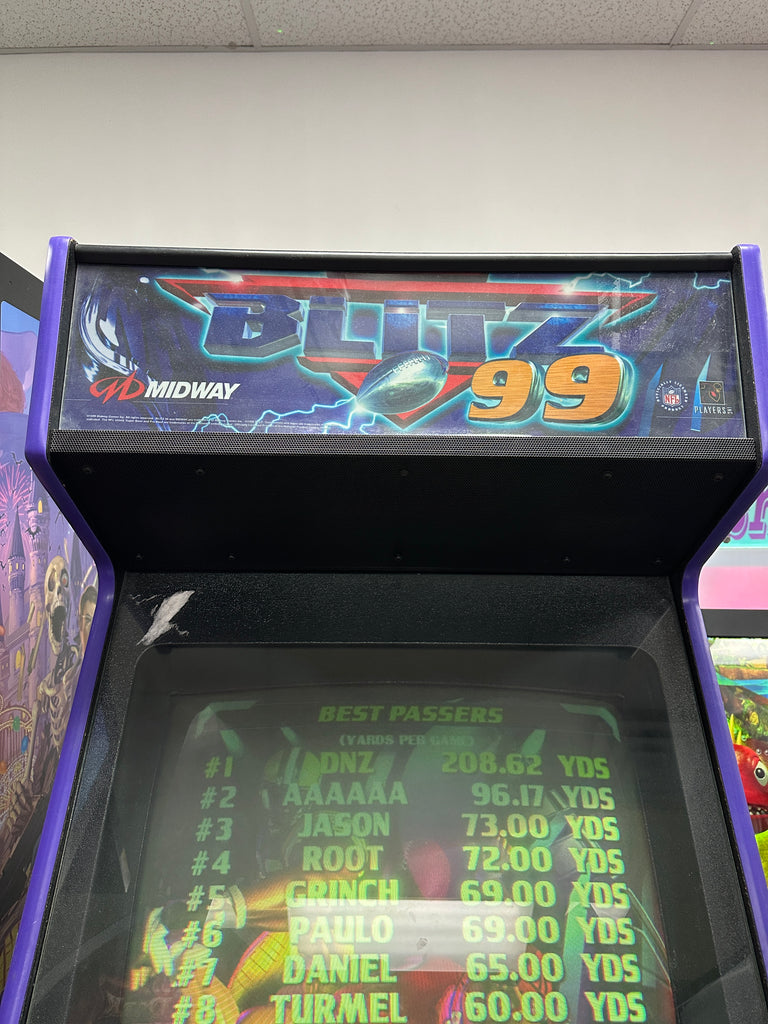 BLITZ
99
MIDWAY
NFL
PLAYERS
BEST PASSERS
(YARDS PER GAME)
#1 DNZ 208.62 YDS
#2 AAAAAA 96.17 YDS
#3 JASON 73.00 YDS
#4 ROOT 72.00 YDS
#5 GRINCH 69.00 YDS
#6 PAULO 69.00 YDS
#7 DANIEL 65.00 YDS
#8 TURMEL 60.00 YDS